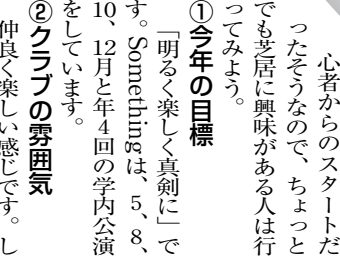 心者からのスタートだ
ったそうなので、ちょっと
でも芝居に興味がある人は行
ってみよう。
①今年の目標
「明るく楽しく真剣に」で
す。Somethingは、5、8、
10、12月と年4回の学内公演
をしています。
②クラブの雰囲気
仲良く楽しい感じです。し